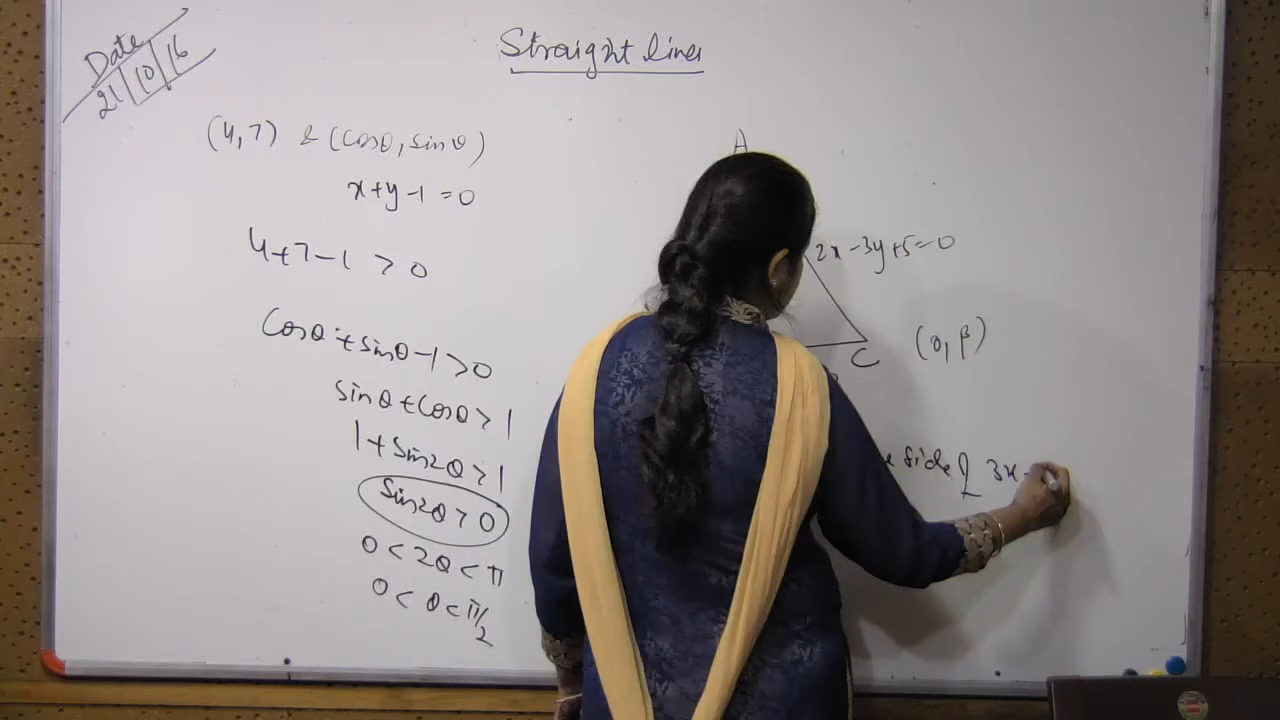 Date
21/10/16
Straight lines
(4,7) & (cosθ, sinθ)
x+y-1=0
4+7-1 > 0
cosθ + sinθ - 1 > 0
sinθ + cosθ > 1
1 + sin2θ > 1
sin2θ > 0
0 < 2θ < π
0 < θ < π/2
A
2x-3y+5=0
C
(0, β)
side of 3x-